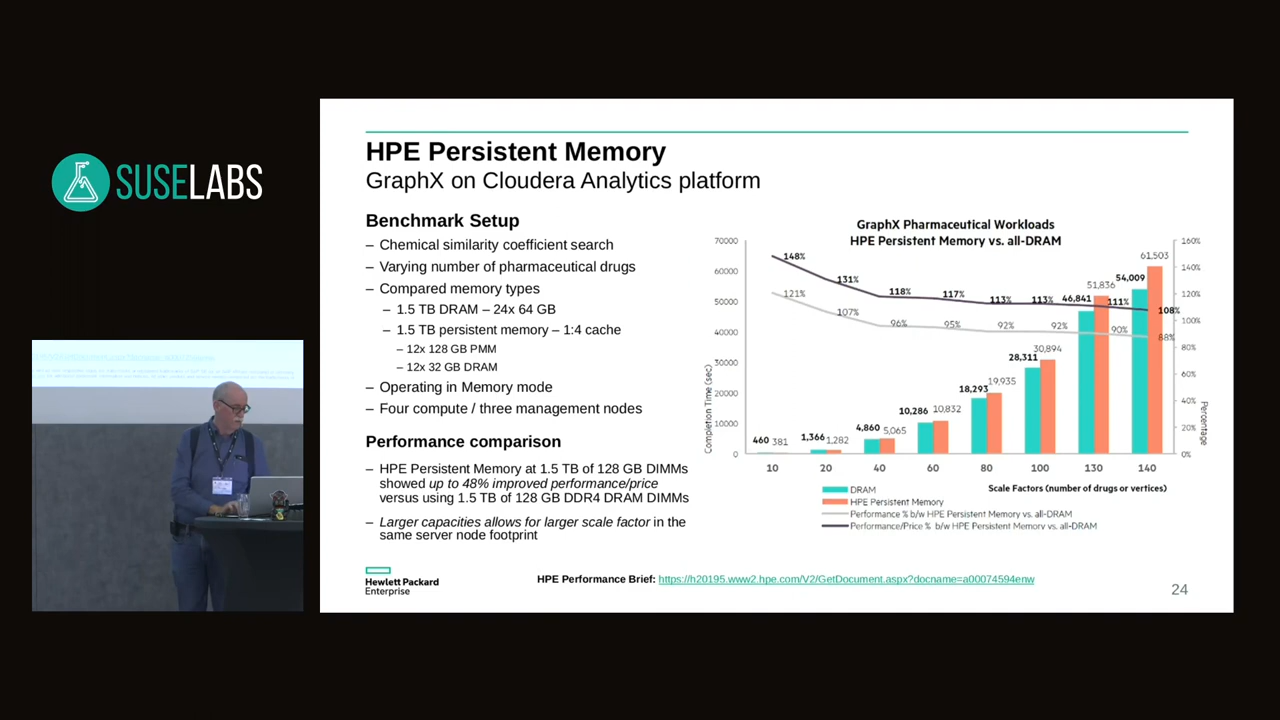 SUSELABS
HPE Persistent Memory
GraphX on Cloudera Analytics platform
Benchmark Setup
– Chemical similarity coefficient search
– Varying number of pharmaceutical drugs
– Compared memory types
– 1.5 TB DRAM – 24x 64 GB
– 1.5 TB persistent memory – 1:4 cache
– 12x 128 GB PMM
– 12x 32 GB DRAM
– Operating in Memory mode
– Four compute / three management nodes
Performance comparison
– HPE Persistent Memory at 1.5 TB of 128 GB DIMMs
showed up to 48% improved performance/price
versus using 1.5 TB of 128 GB DDR4 DRAM DIMMs
– Larger capacities allows for larger scale factor in the
same server node footprint
GraphX Pharmaceutical Workloads
HPE Persistent Memory vs. all-DRAM
70000
60000
50000
40000
30000
20000
10000
0
Completion Time (sec)
160%
140%
120%
100%
80%
60%
40%
20%
0%
Percentage
148% 131% 118% 117% 113% 113% 111% 108%
121% 107% 96% 95% 92% 92% 90% 88%
460 381 1,366 1,282 4,860 5,065 10,286 10,832 18,293 19,935 28,311 30,894 46,841 51,836 54,009 61,503
10 20 40 60 80 100 130 140
Scale Factors (number of drugs or vertices)
DRAM
HPE Persistent Memory
Performance % b/w HPE Persistent Memory vs. all-DRAM
Performance/Price % b/w HPE Persistent Memory vs. all-DRAM
Hewlett Packard
Enterprise
HPE Performance Brief: https://h20195.www2.hpe.com/V2/GetDocument.aspx?docname=a00074594enw
24